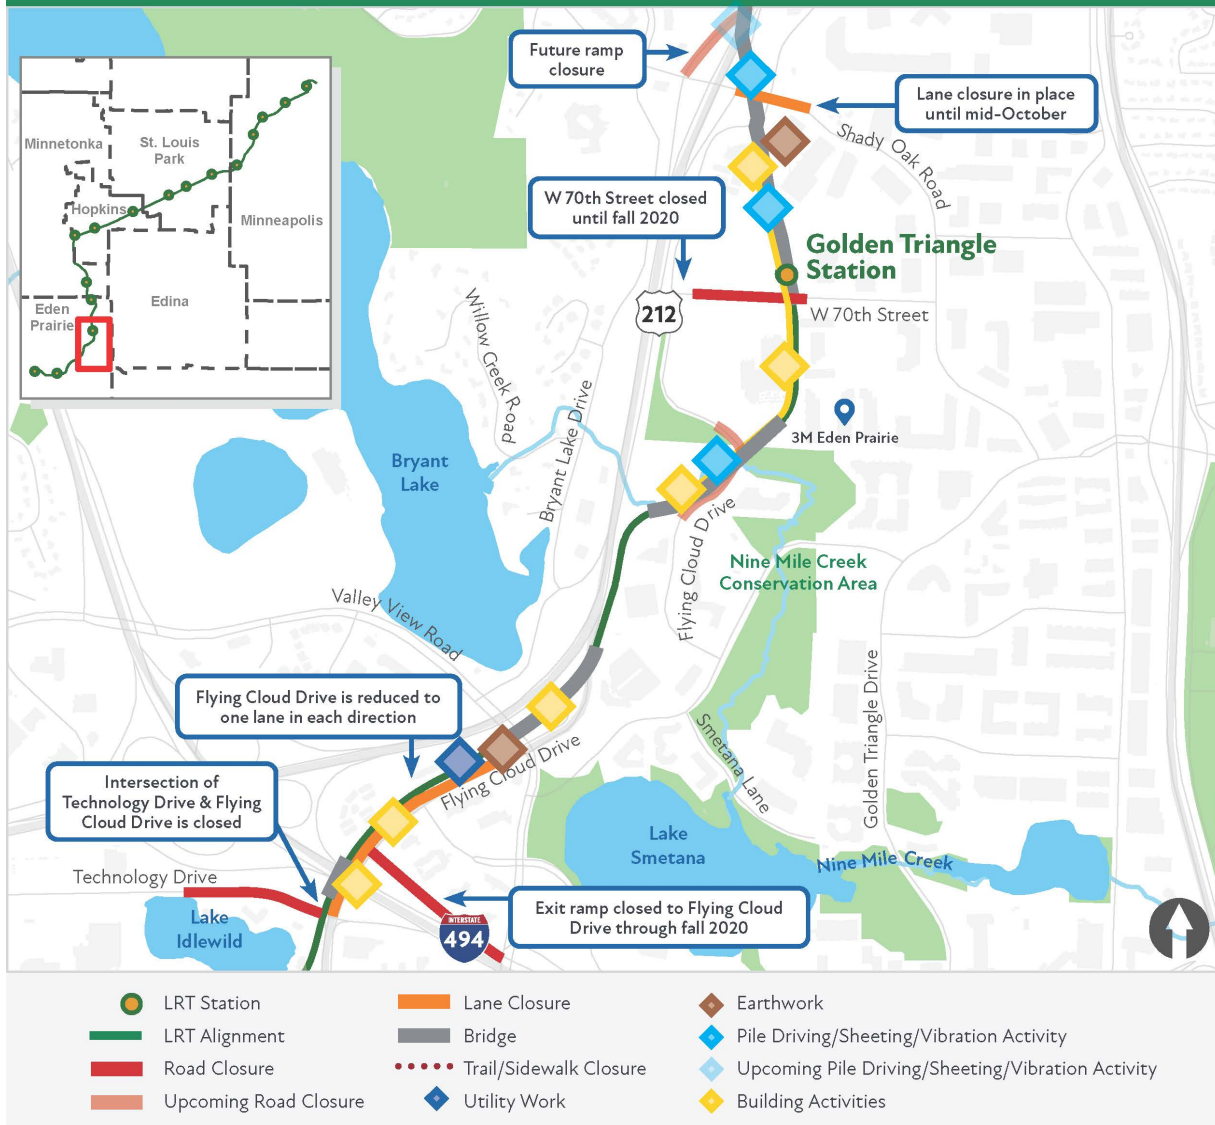 Future ramp
closure
Lane closure in place
until mid-October
Shady Oak Road
Minnetonka
St. Louis
Park
Hopkins
Minneapolis
Eden
Prairie
Edina
W 70th Street closed
until fall 2020
Golden Triangle
Station
212
W 70th Street
Willow Creek Road
Bryant Lake Drive
3M Eden Prairie
Bryant
Lake
Flying Cloud Drive
Nine Mile Creek
Conservation Area
Valley View Road
Flying Cloud Drive is reduced to
one lane in each direction
Golden Triangle Drive
Smetana Lane
Flying Cloud Drive
Intersection of
Technology Drive & Flying
Cloud Drive is closed
Lake
Smetana
Nine Mile Creek
Technology Drive
Lake
Idlewild
INTERSTATE
494
Exit ramp closed to Flying Cloud
Drive through fall 2020
LRT Station
LRT Alignment
Road Closure
Upcoming Road Closure
Lane Closure
Bridge
Trail/Sidewalk Closure
Utility Work
Earthwork
Pile Driving/Sheeting/Vibration Activity
Upcoming Pile Driving/Sheeting/Vibration Activity
Building Activities